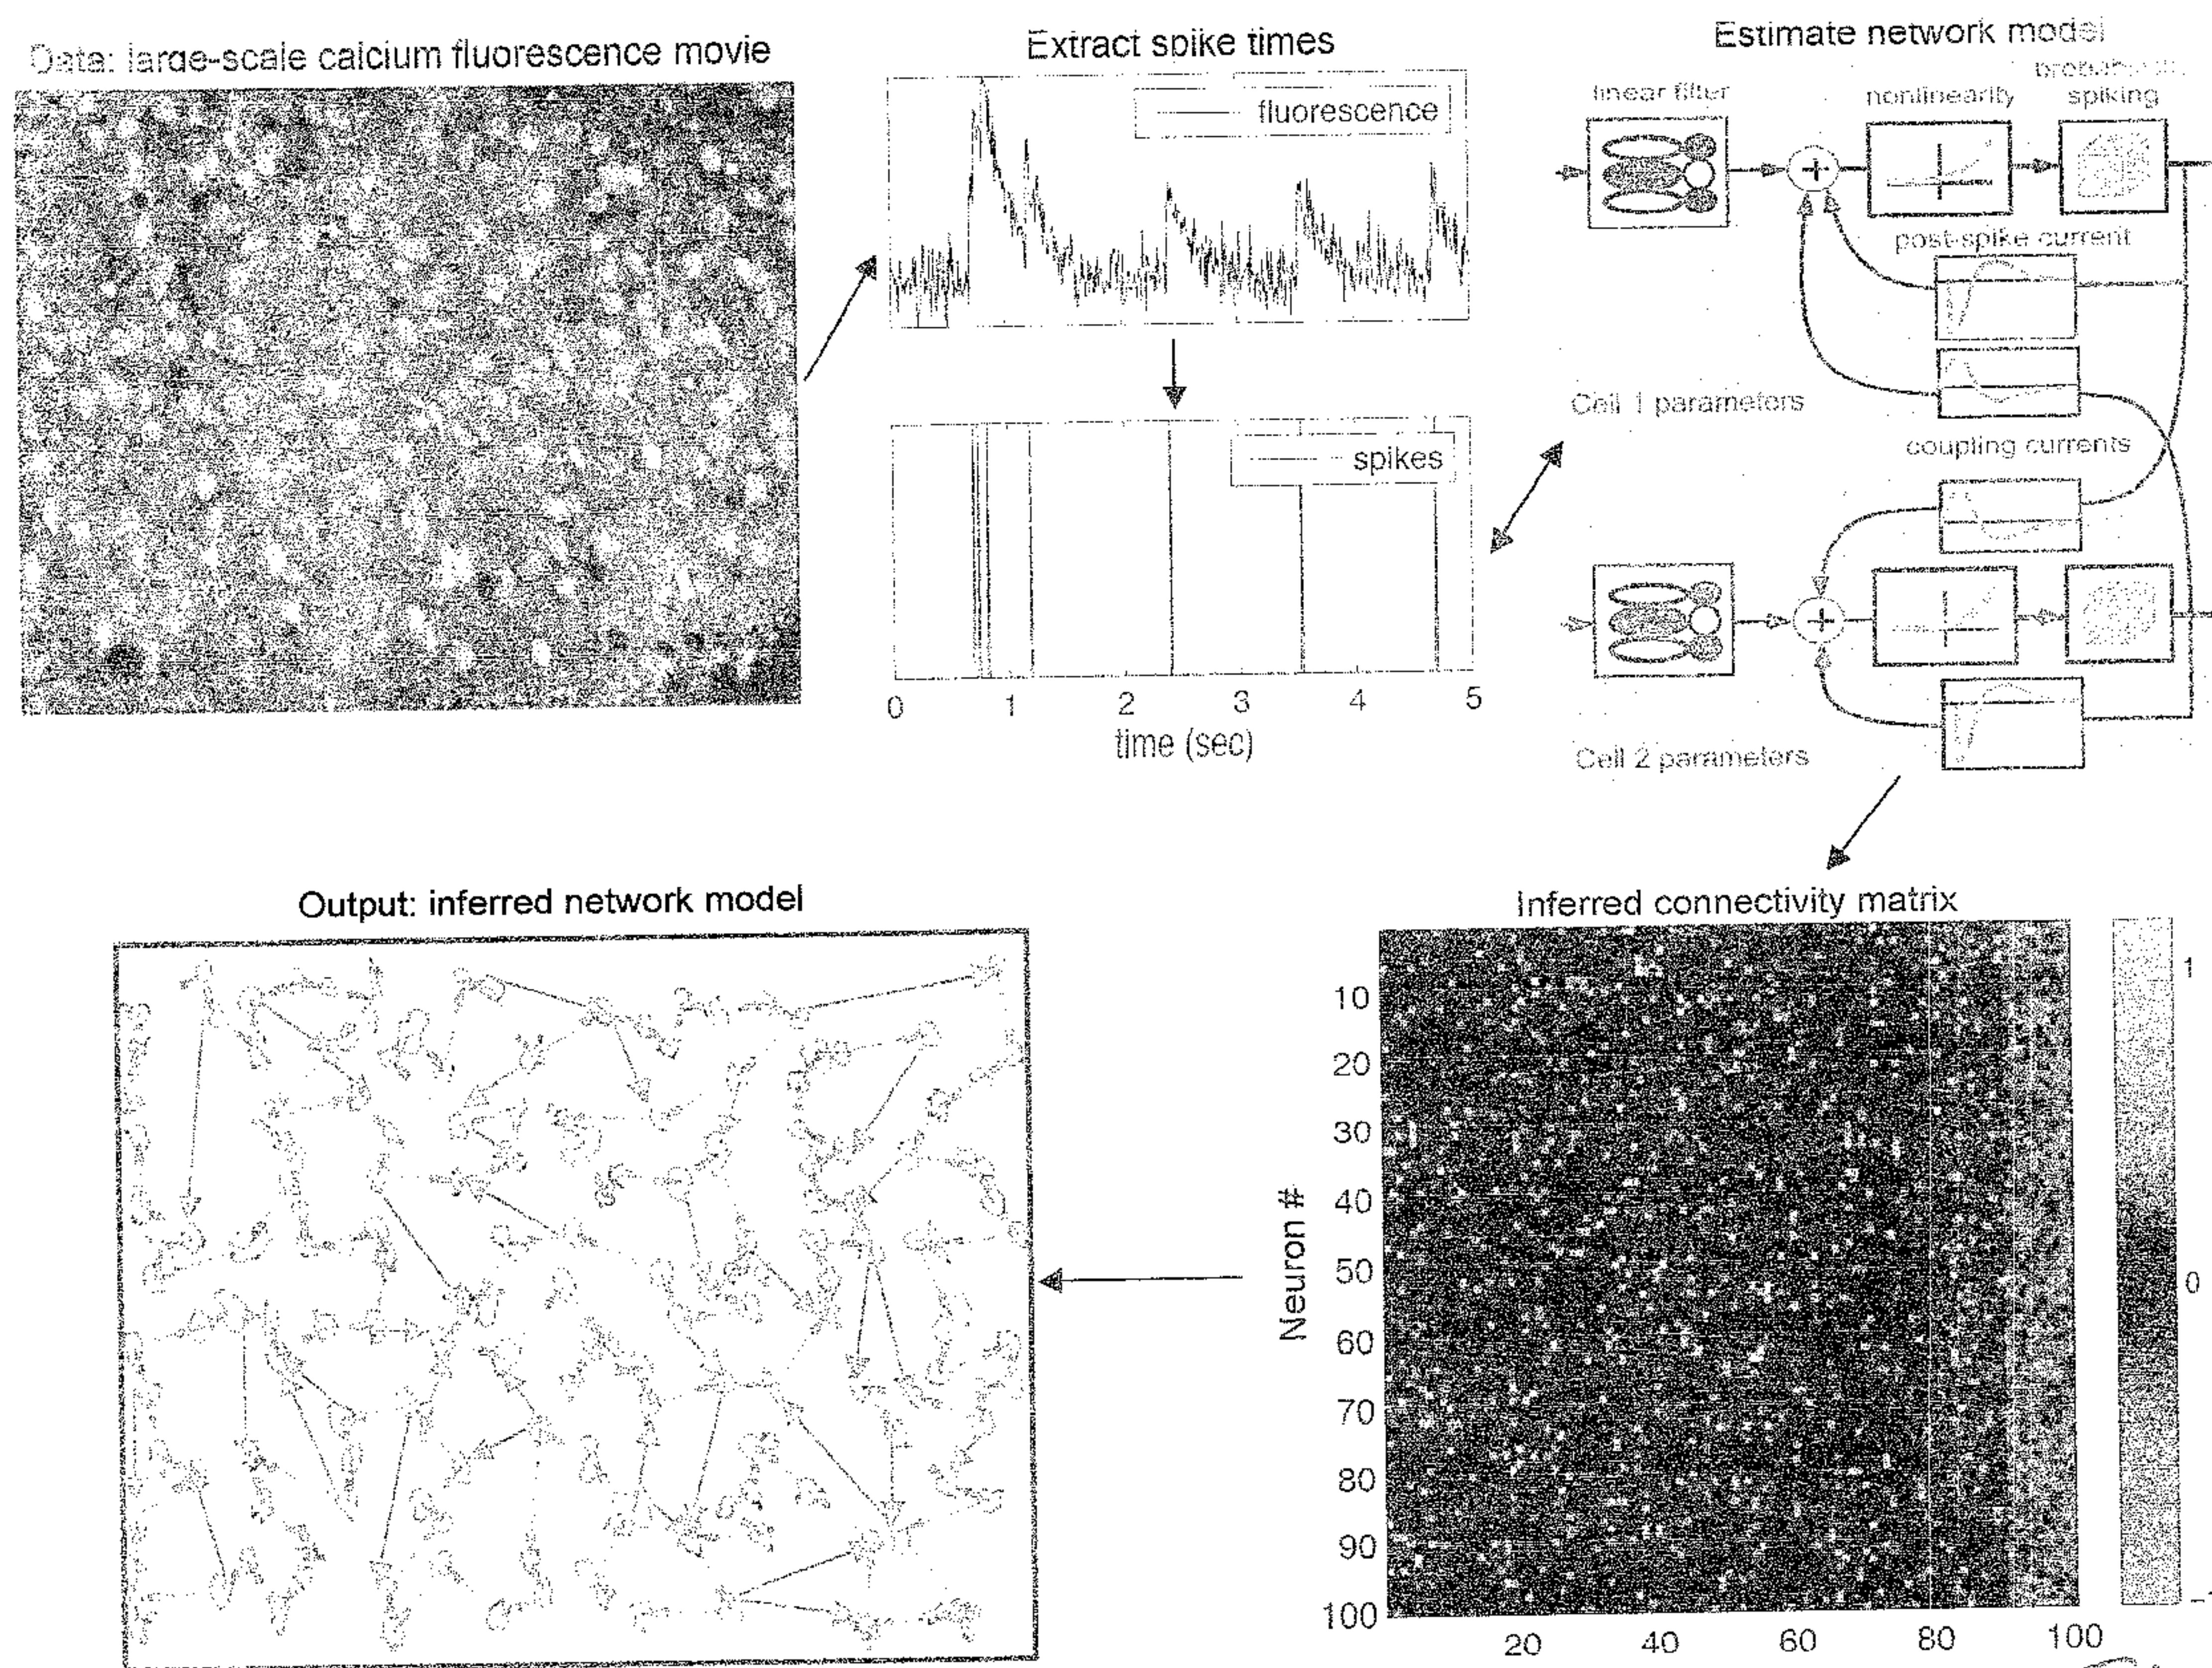 Data: large-scale calcium fluorescence movie
Extract spike times
fluorescence
spikes
0 1 2 3 4 5
time (sec)
Estimate network model
linear filter
nonlinearity
spiking
post-spike current
Cell 1 parameters
coupling currents
Cell 2 parameters
Output: inferred network model
Inferred connectivity matrix
Neuron #
10
20
30
40
50
60
70
80
90
100
20 40 60 80 100
1
0